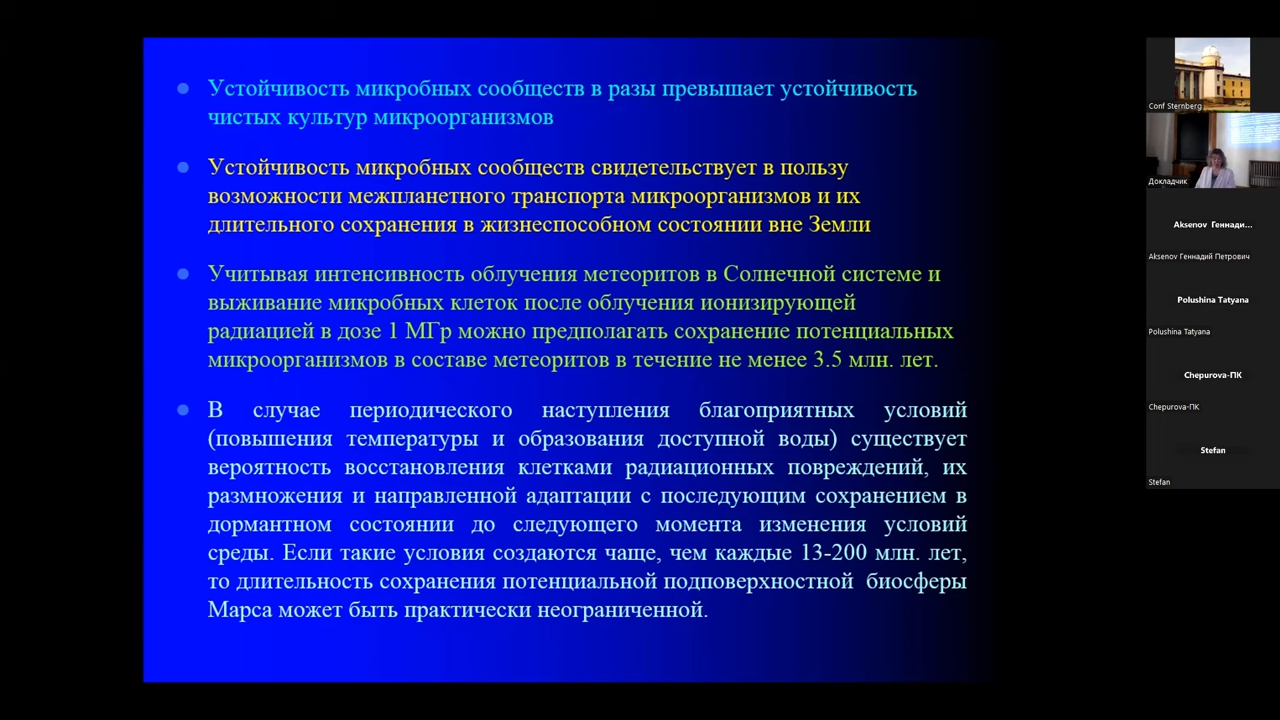 Устойчивость микробных сообществ в разы превышает устойчивость
чистых культур микроорганизмов
Устойчивость микробных сообществ свидетельствует в пользу
возможности межпланетного транспорта микроорганизмов и их
длительного сохранения в жизнеспособном состоянии вне Земли
Учитывая интенсивность облучения метеоритов в Солнечной системе и
выживание микробных клеток после облучения ионизирующей
радиацией в дозе 1 МГр можно предполагать сохранение потенциальных
микроорганизмов в составе метеоритов в течение не менее 3.5 млн. лет.
В случае периодического наступления благоприятных условий
(повышения температуры и образования доступной воды) существует
вероятность восстановления клетками радиационных повреждений, их
размножения и направленной адаптации с последующим сохранением в
дормантном состоянии до следующего момента изменения условий
среды. Если такие условия создаются чаще, чем каждые 13-200 млн. лет,
то длительность сохранения потенциальной подповерхностной биосферы
Марса может быть практически неограниченной.
Conf Sternberg
Докладчик
Aksenov Геннади...
Aksenov Геннадий Петрович
Polushina Tatyana
Polushina Tatyana
Chepurova-ПК
Chepurova-ПК
Stefan
Stefan